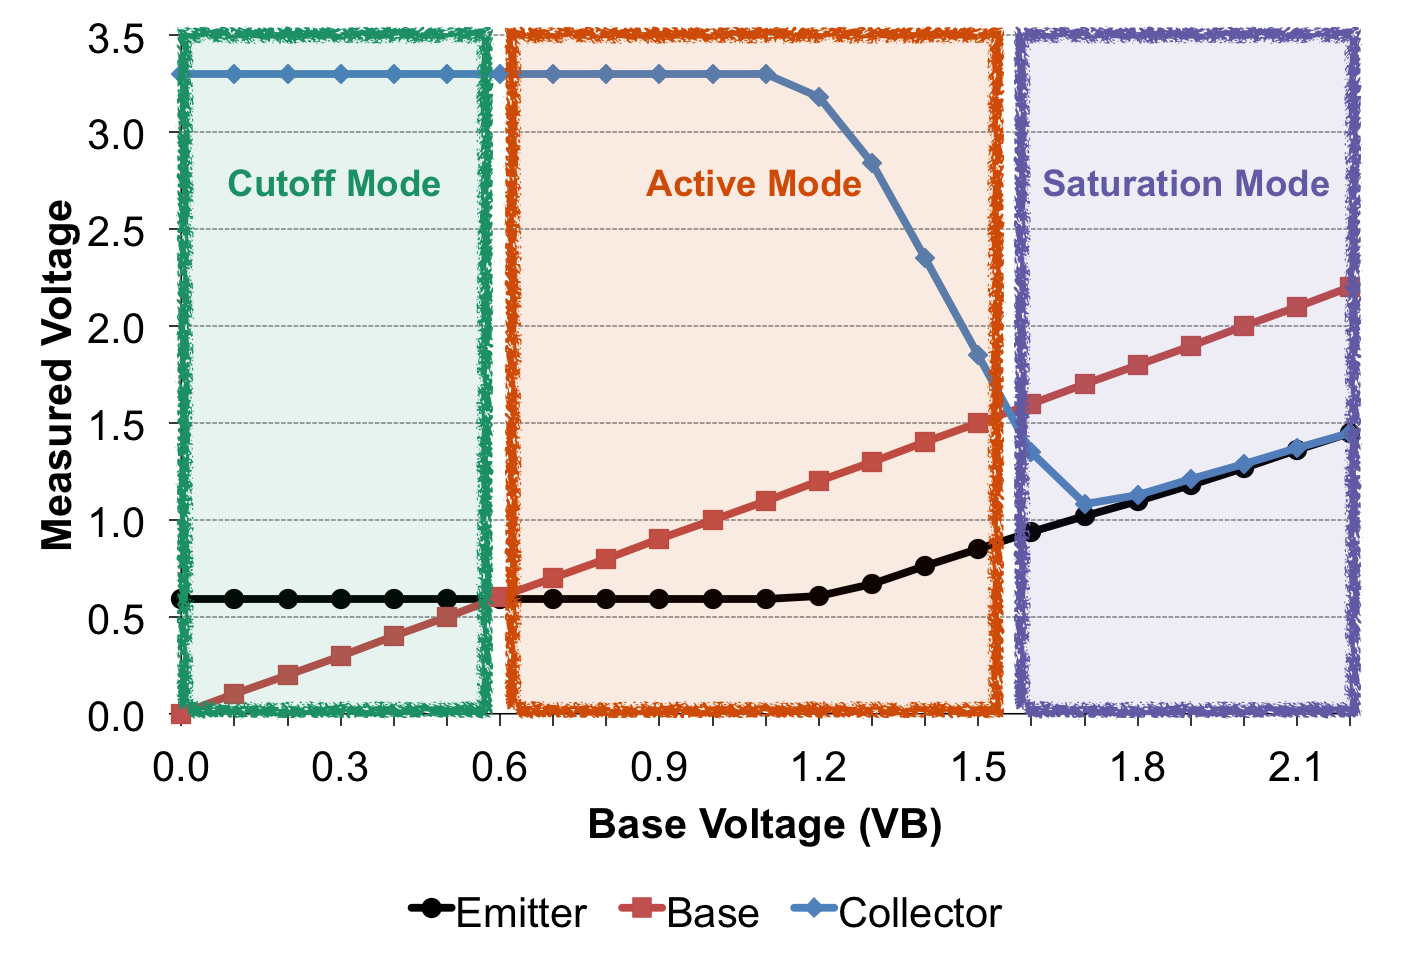 3.5
3.0
2.5
2.0
1.5
1.0
0.5
0.0
Measured Voltage
Cutoff Mode
Active Mode
Saturation Mode
0.0 0.3 0.6 0.9 1.2 1.5 1.8 2.1
Base Voltage (VB)
Emitter Base Collector